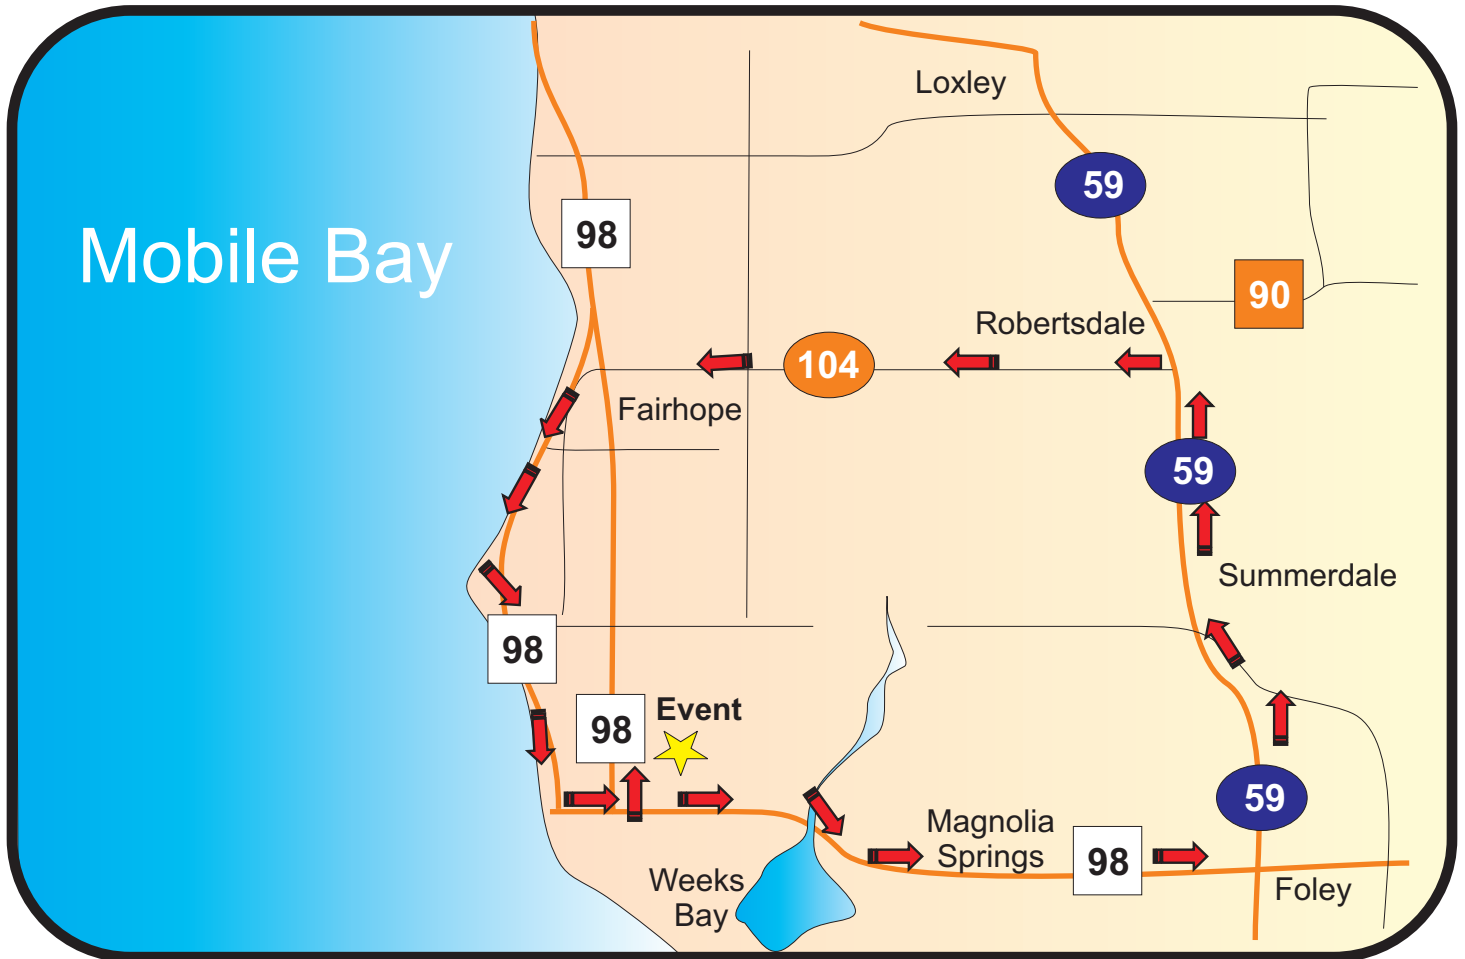 Loxley
59
98
Mobile Bay
90
Robertsdale
104
Fairhope
59
Summerdale
98
Event
98
59
Magnolia
Springs
98
Weeks
Bay
Foley